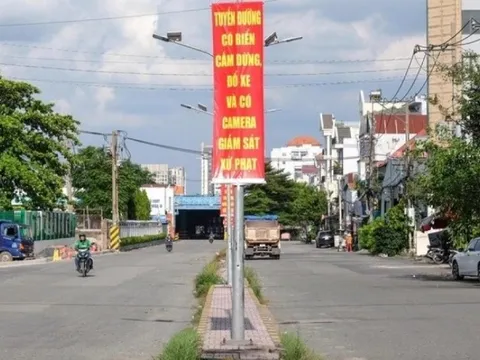 TUYẾN ĐƯỜNG
CÓ BIỂN
CẤM DỪNG,
ĐỖ XE
VÀ CÓ
CAMERA
GIÁM SÁT
XỬ PHẠT